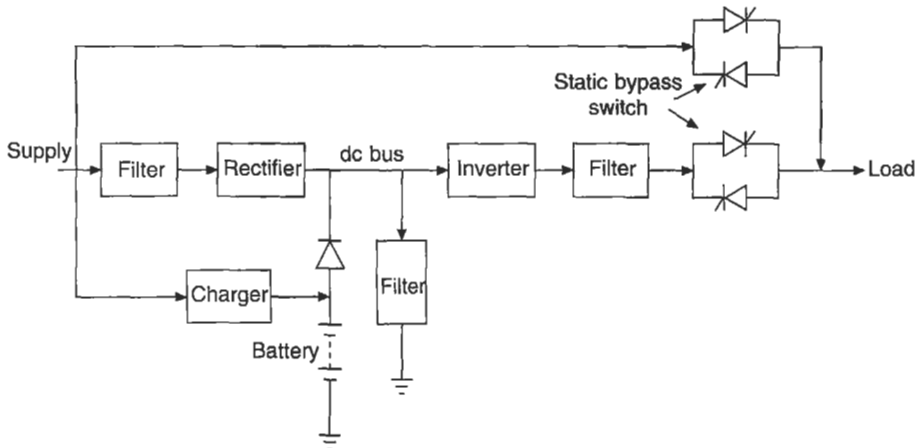 Static bypass
switch
Supply
Filter
Rectifier
dc bus
Inverter
Filter
Load
Charger
Filter
Battery